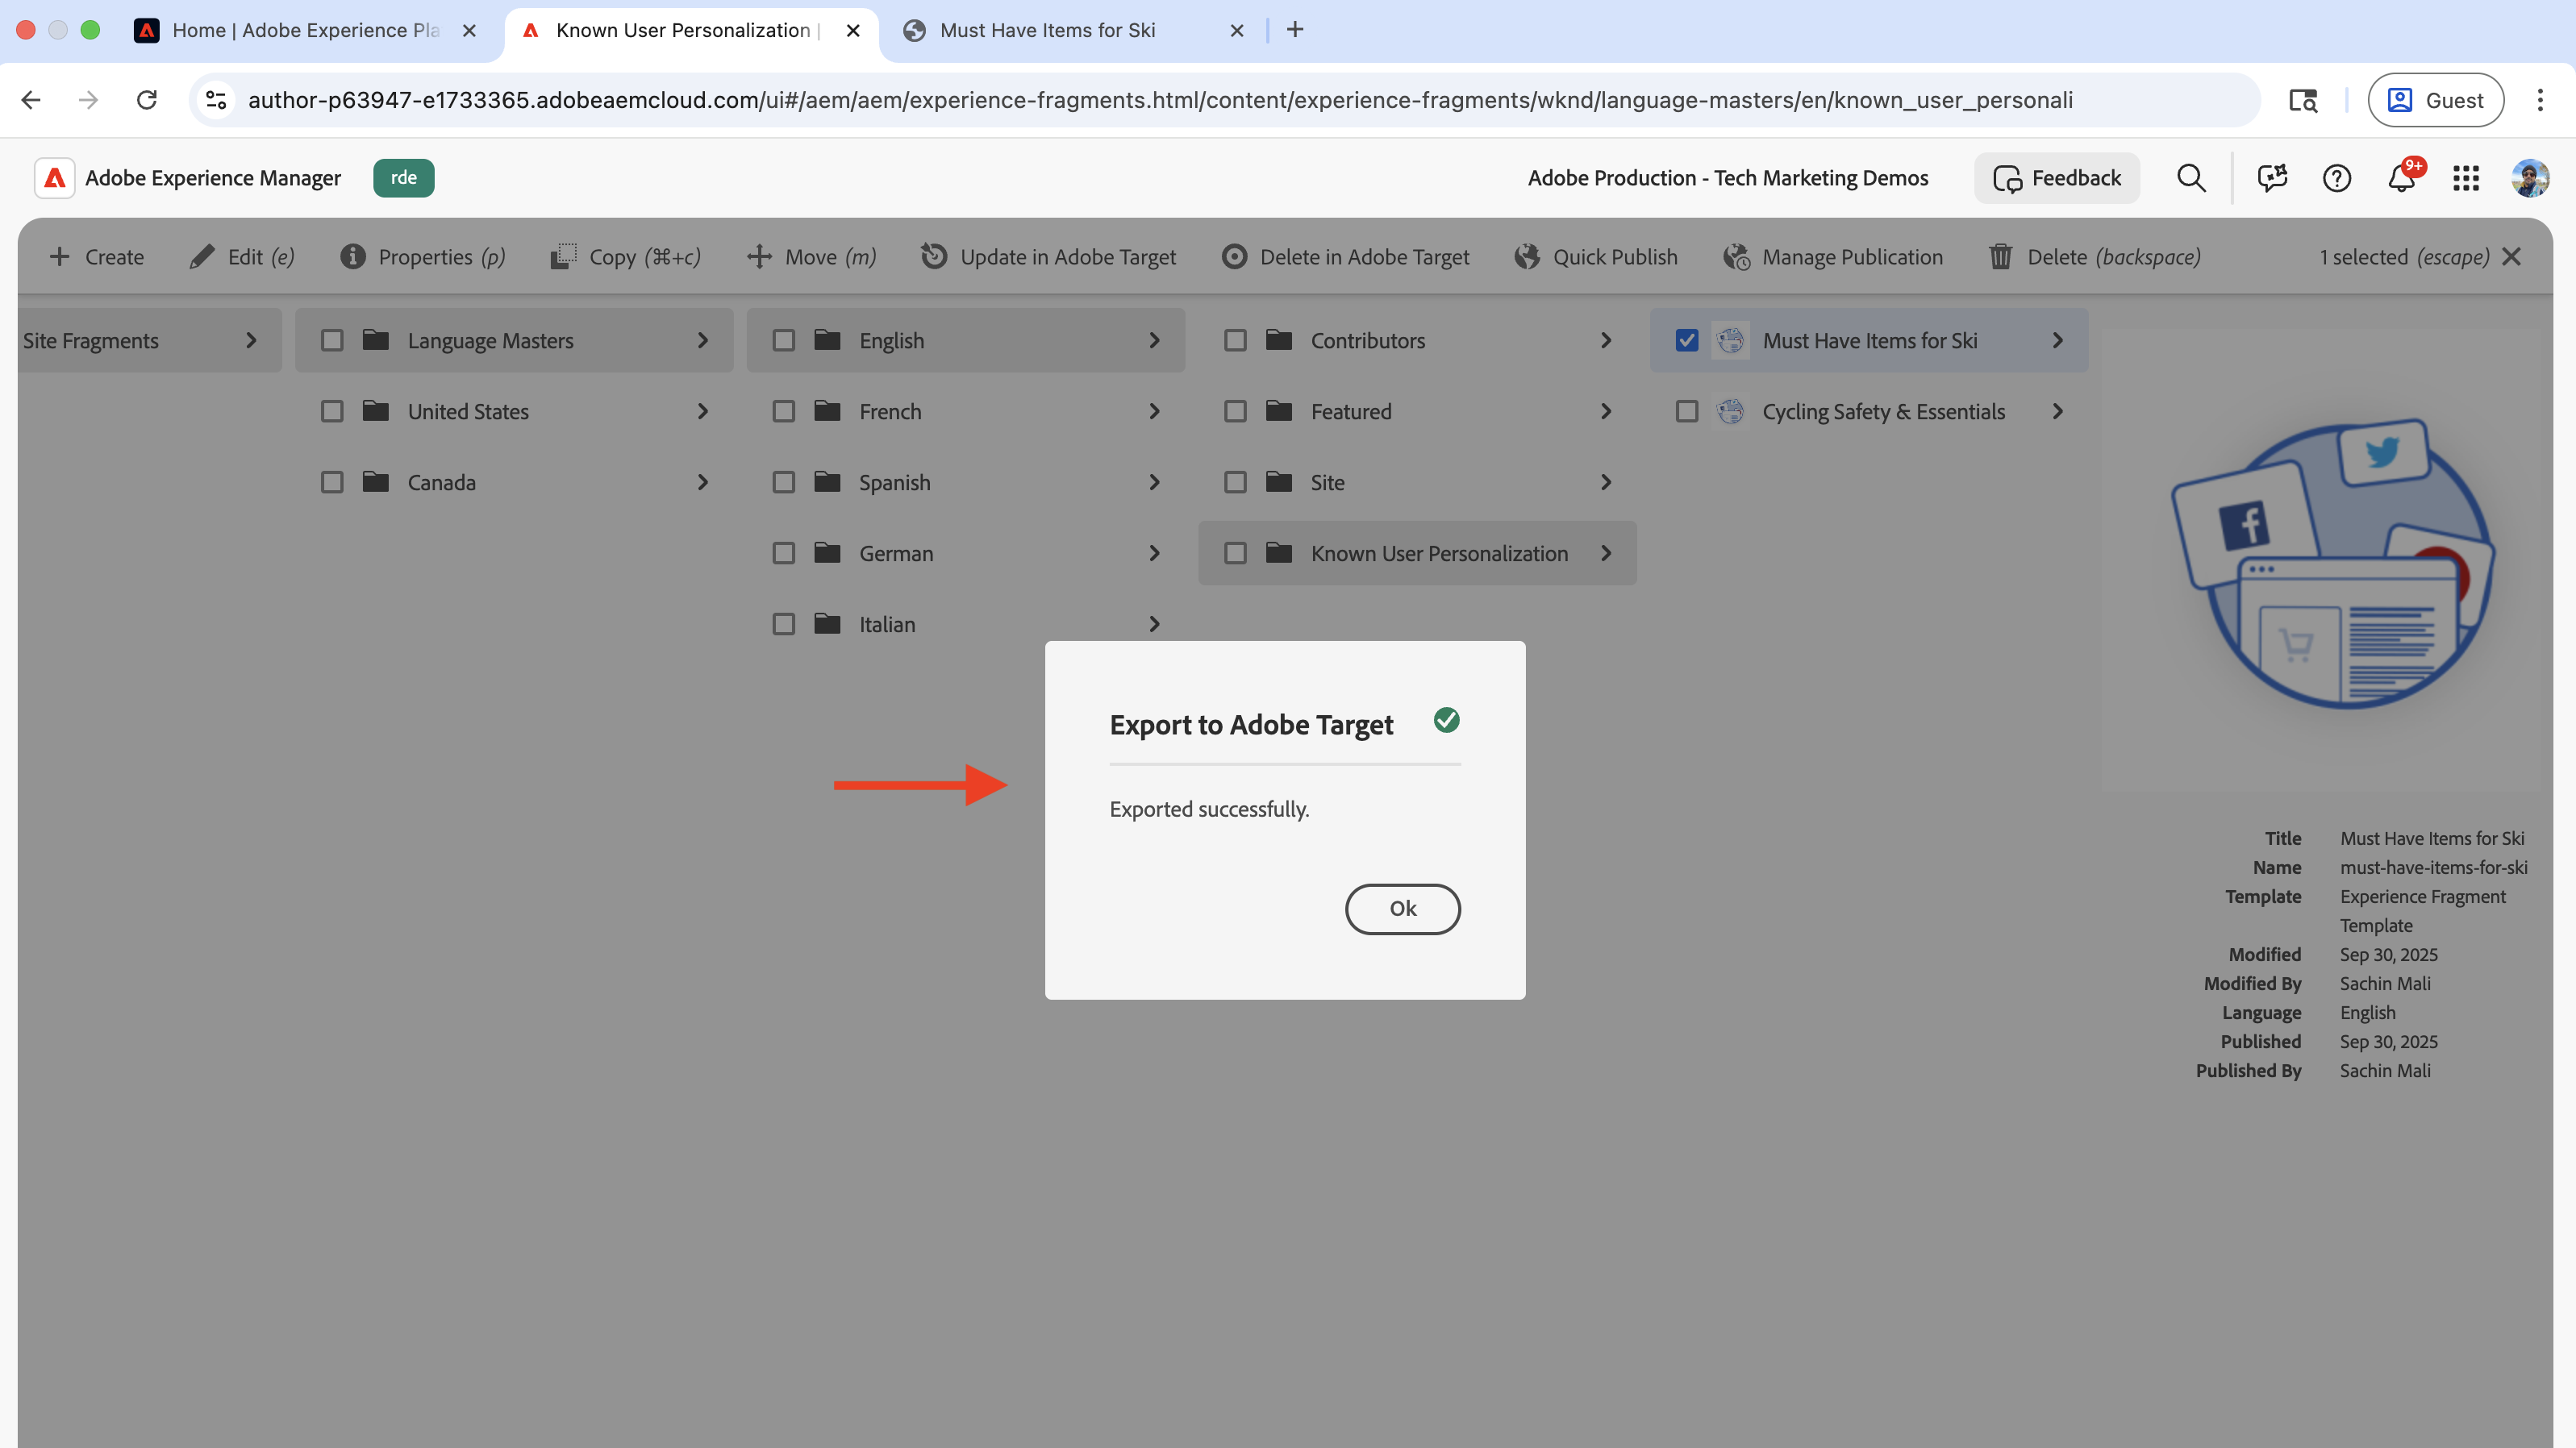 Home | Adobe Experience Pla
Known User Personalization |
Must Have Items for Ski
author-p63947-e1733365.adobeaemcloud.com/ui#/aem/aem/experience-fragments.html/content/experience-fragments/wknd/language-masters/en/known_user_personali
Guest
Adobe Experience Manager
rde
Adobe Production - Tech Marketing Demos
Feedback
9+
Create
Edit (e)
Properties (p)
Copy (⌘+c)
Move (m)
Update in Adobe Target
Delete in Adobe Target
Quick Publish
Manage Publication
Delete (backspace)
1 selected (escape)
Site Fragments
Language Masters
United States
Canada
English
French
Spanish
German
Italian
Contributors
Featured
Site
Known User Personalization
Must Have Items for Ski
Cycling Safety & Essentials
Export to Adobe Target
Exported successfully.
Ok
Title Must Have Items for Ski
Name must-have-items-for-ski
Template Experience Fragment
Template
Modified Sep 30, 2025
Modified By Sachin Mali
Language English
Published Sep 30, 2025
Published By Sachin Mali